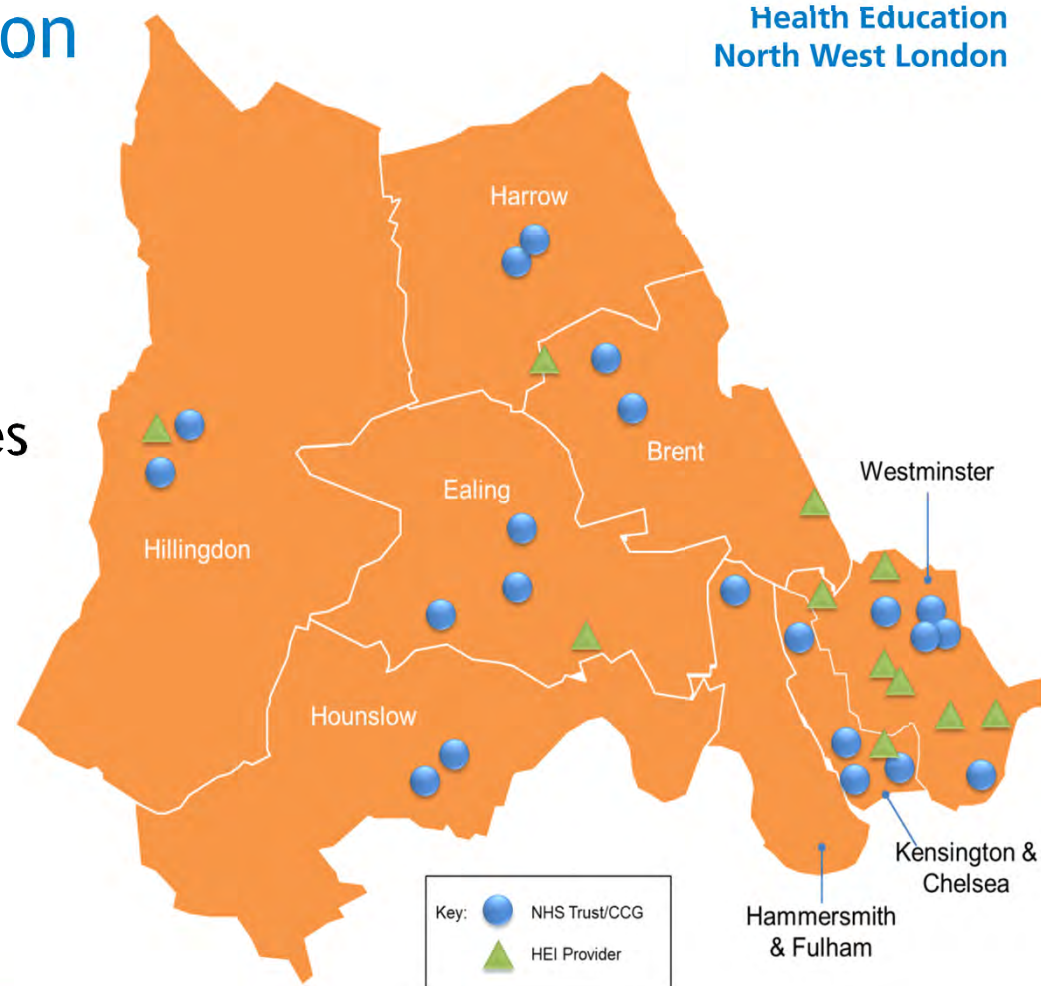 on
Health Education
North West London
es
Harrow
Brent
Ealing
Westminster
Hillingdon
Hounslow
Kensington &
Chelsea
Hammersmith
& Fulham
Key:
NHS Trust/CCG
HEI Provider